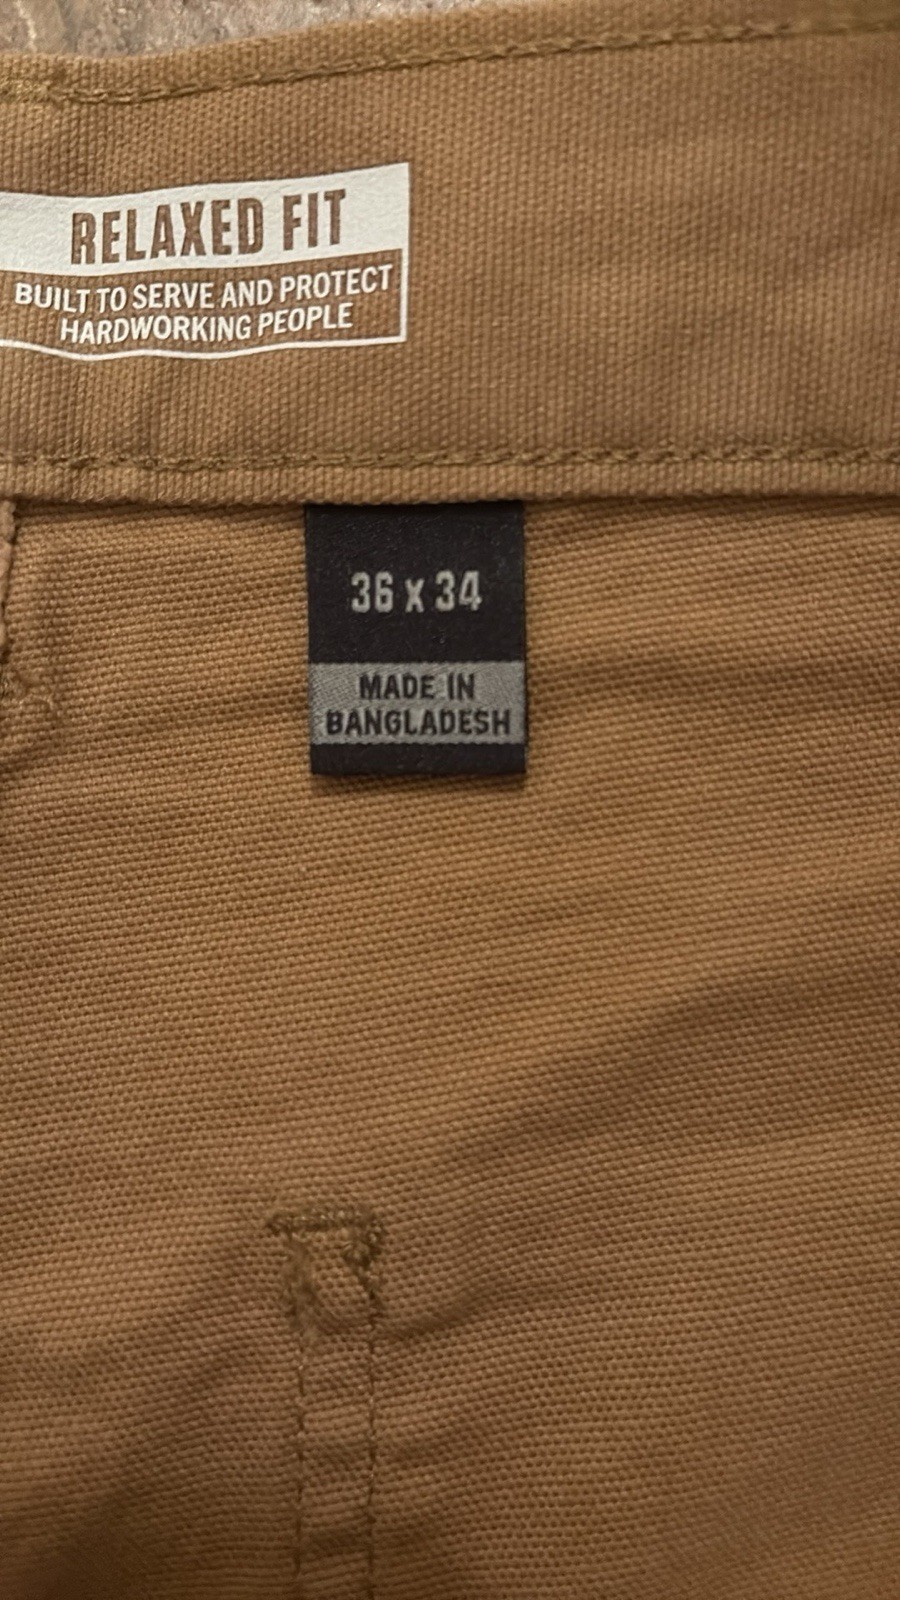 RELAXED FIT
BUILT TO SERVE AND PROTECT
HARDWORKING PEOPLE
36 x 34
MADE IN
BANGLADESH